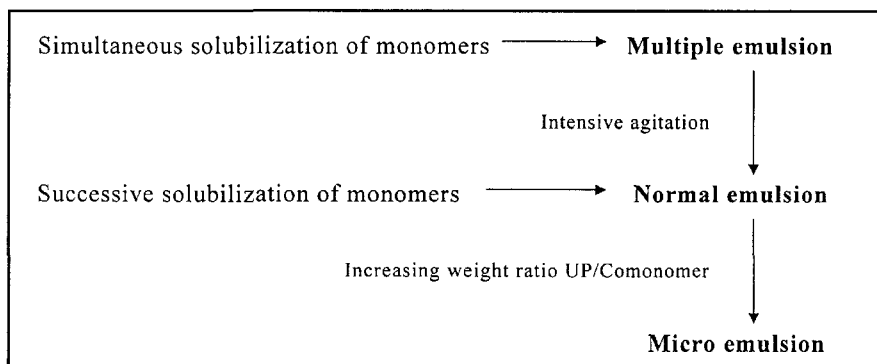 Simultaneous solubilization of monomers Multiple emulsion
Intensive agitation
Successive solubilization of monomers Normal emulsion
Increasing weight ratio UP/Comonomer
Micro emulsion